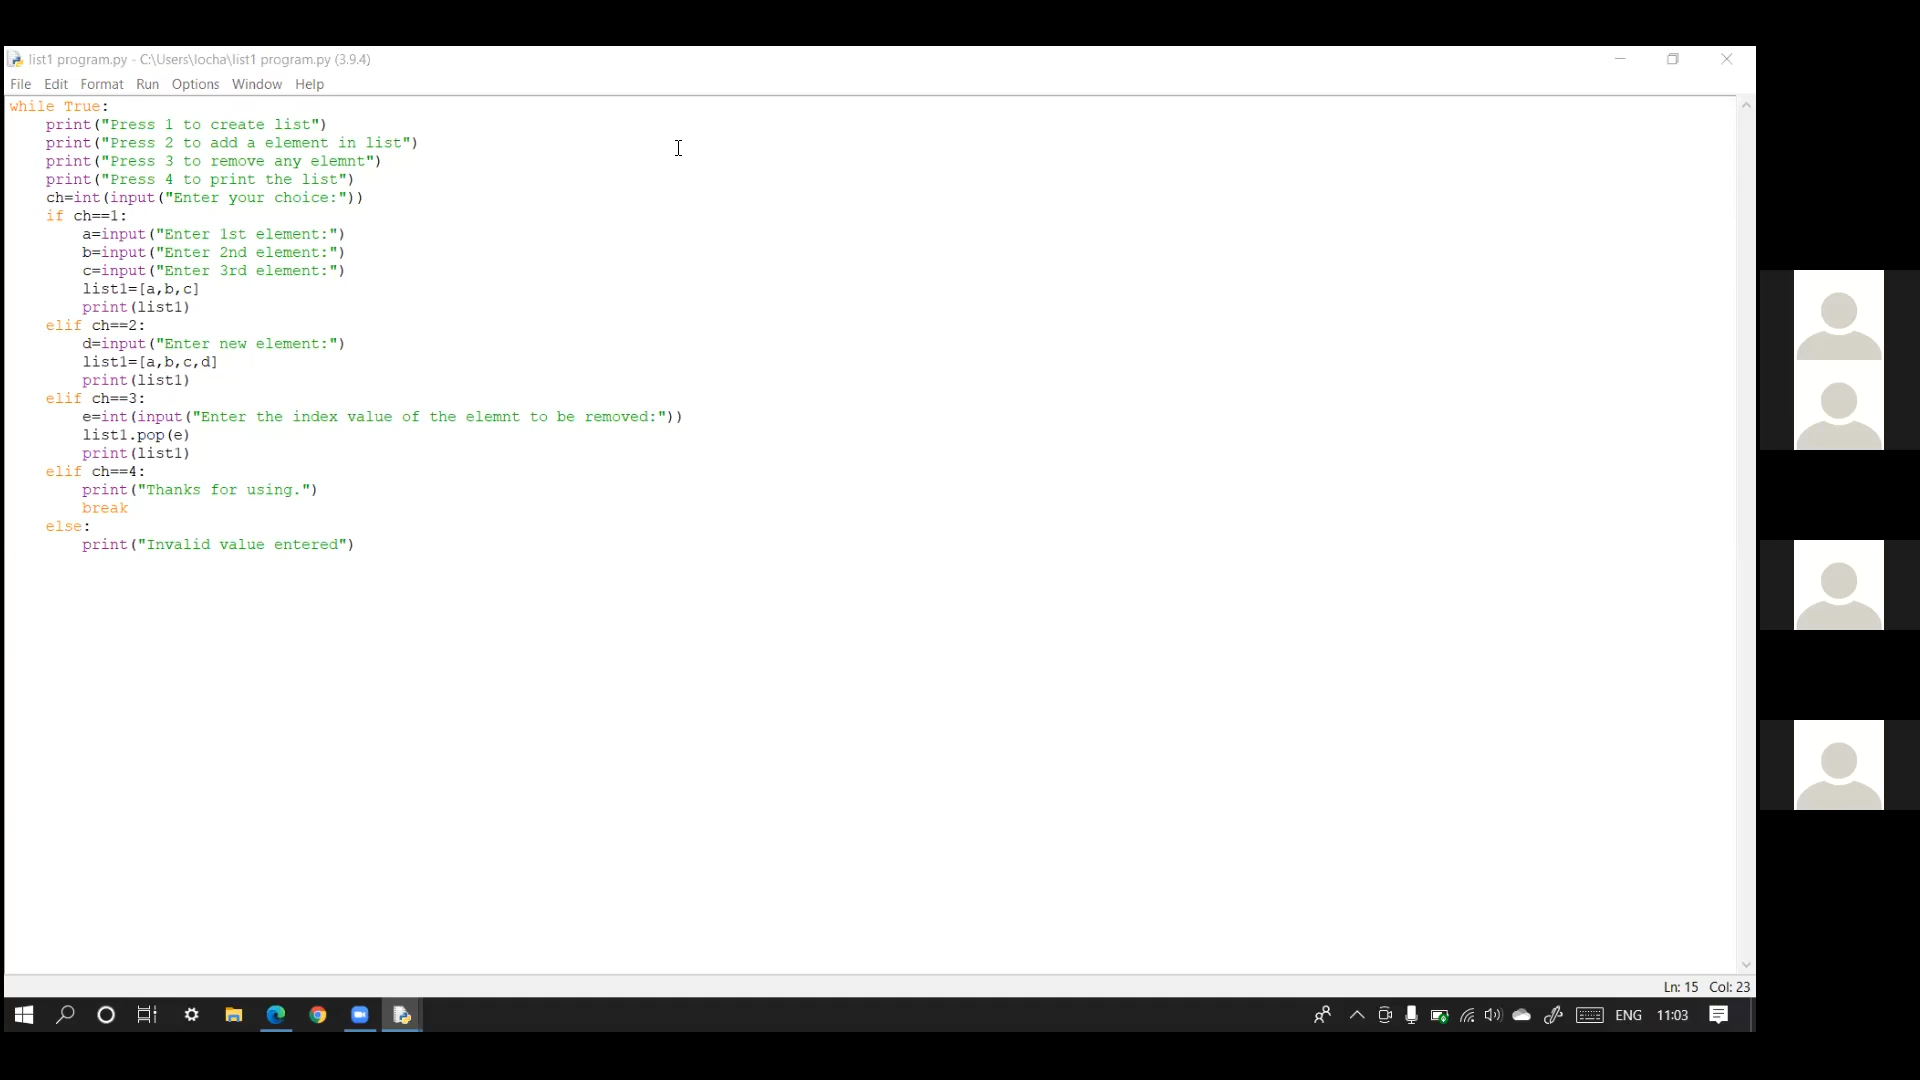 list1 program.py - C:\Users\locha\list1 program.py (3.9.4)
File Edit Format Run Options Window Help
while True:
    print("Press 1 to create list")
    print("Press 2 to add a element in list")
    print("Press 3 to remove any elemnt")
    print("Press 4 to print the list")
    ch=int(input("Enter your choice:"))
    if ch==1:
        a=input("Enter 1st element:")
        b=input("Enter 2nd element:")
        c=input("Enter 3rd element:")
        list1=[a,b,c]
        print(list1)
    elif ch==2:
        d=input("Enter new element:")
        list1=[a,b,c,d]
        print(list1)
    elif ch==3:
        e=int(input("Enter the index value of the elemnt to be removed:"))
        list1.pop(e)
        print(list1)
    elif ch==4:
        print("Thanks for using.")
        break
    else:
        print("Invalid value entered")
Ln: 15 Col: 23
ENG 11:03